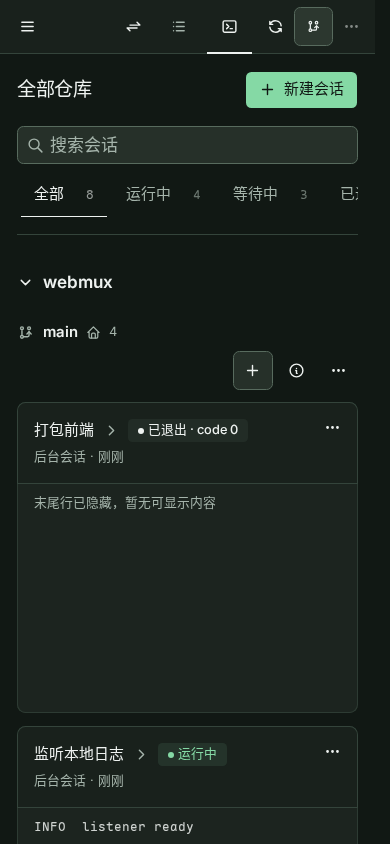 全部仓库
新建会话
搜索会话
全部 8 运行中 4 等待中 3
webmux
main 4
打包前端 已退出 · code 0
后台会话 · 刚刚
末尾行已隐藏，暂无可显示内容
监听本地日志 运行中
后台会话 · 刚刚
INFO listener ready